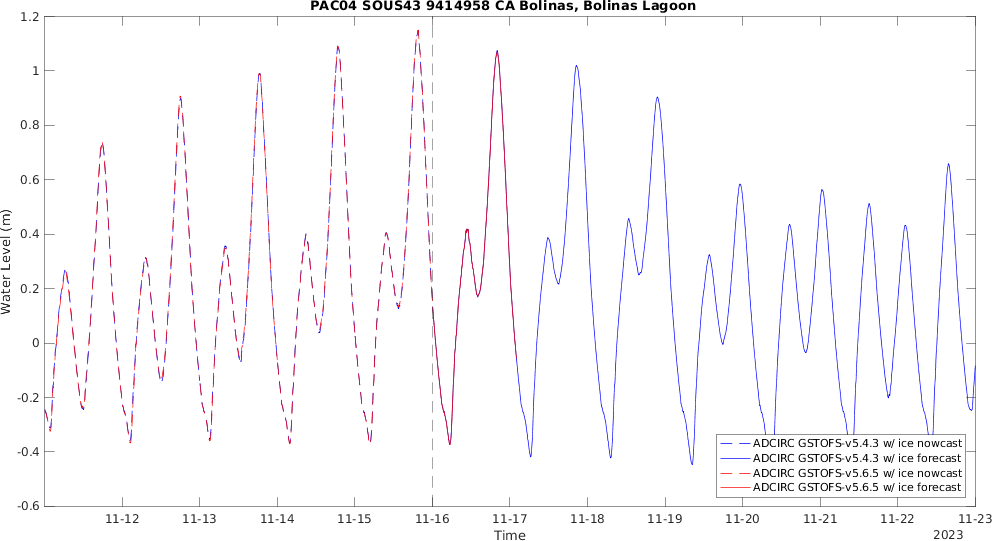 PAC04 SOUS43 9414958 CA Bolinas, Bolinas Lagoon
1.2
1
0.8
0.6
0.4
0.2
0
-0.2
-0.4
-0.6
Water Level (m)
ADCIRC GSTOFS-v5.4.3 w/ ice nowcast
ADCIRC GSTOFS-v5.4.3 w/ ice forecast
ADCIRC GSTOFS-v5.6.5 w/ ice nowcast
ADCIRC GSTOFS-v5.6.5 w/ ice forecast
11-12 11-13 11-14 11-15 11-16 11-17 11-18 11-19 11-20 11-21 11-22 11-23
Time
2023